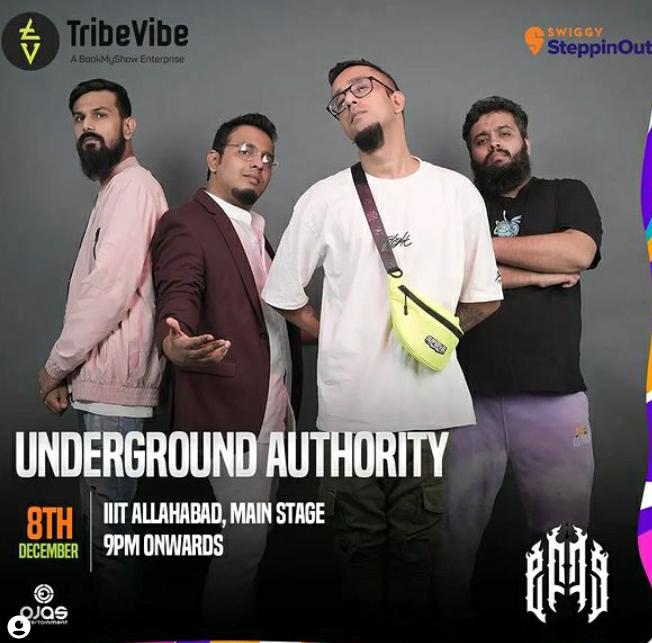 TribeVibe
A BookMyShow Enterprise
SWIGGY
SteppinOut
UNDERGROUND AUTHORITY
8TH
DECEMBER
IIIT ALLAHABAD, MAIN STAGE
9PM ONWARDS
OJAS